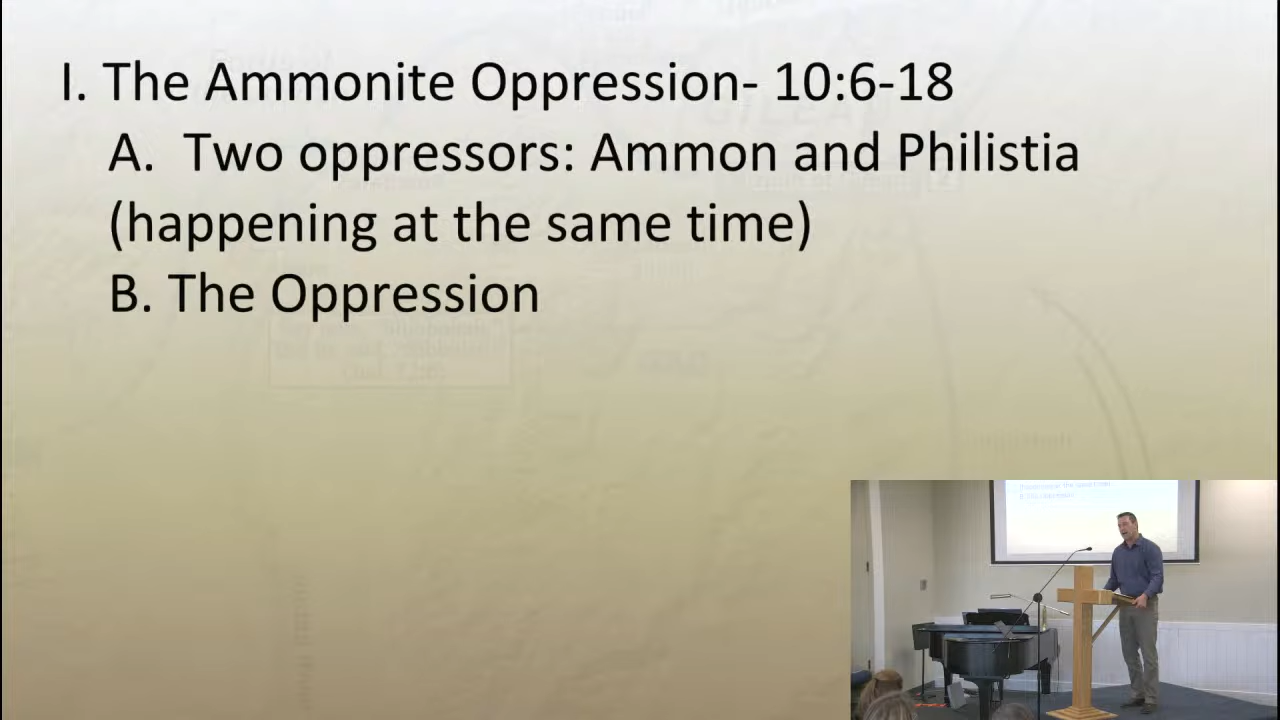 I. The Ammonite Oppression- 10:6-18
A. Two oppressors: Ammon and Philistia
(happening at the same time)
B. The Oppression